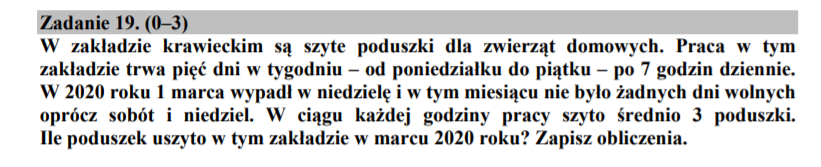 Zadanie 19. (0–3)
W zakładzie krawieckim są szyte poduszki dla zwierząt domowych. Praca w tym
zakładzie trwa pięć dni w tygodniu – od poniedziałku do piątku – po 7 godzin dziennie.
W 2020 roku 1 marca wypadł w niedzielę i w tym miesiącu nie było żadnych dni wolnych
oprócz sobót i niedziel. W ciągu każdej godziny pracy szyto średnio 3 poduszki.
Ile poduszek uszyto w tym zakładzie w marcu 2020 roku? Zapisz obliczenia.